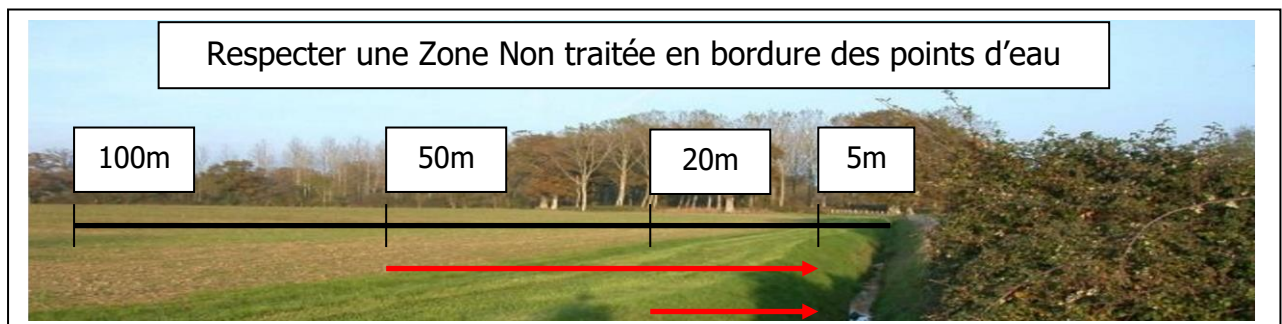 Respecter une Zone Non traitée en bordure des points d'eau
100m 50m 20m 5m